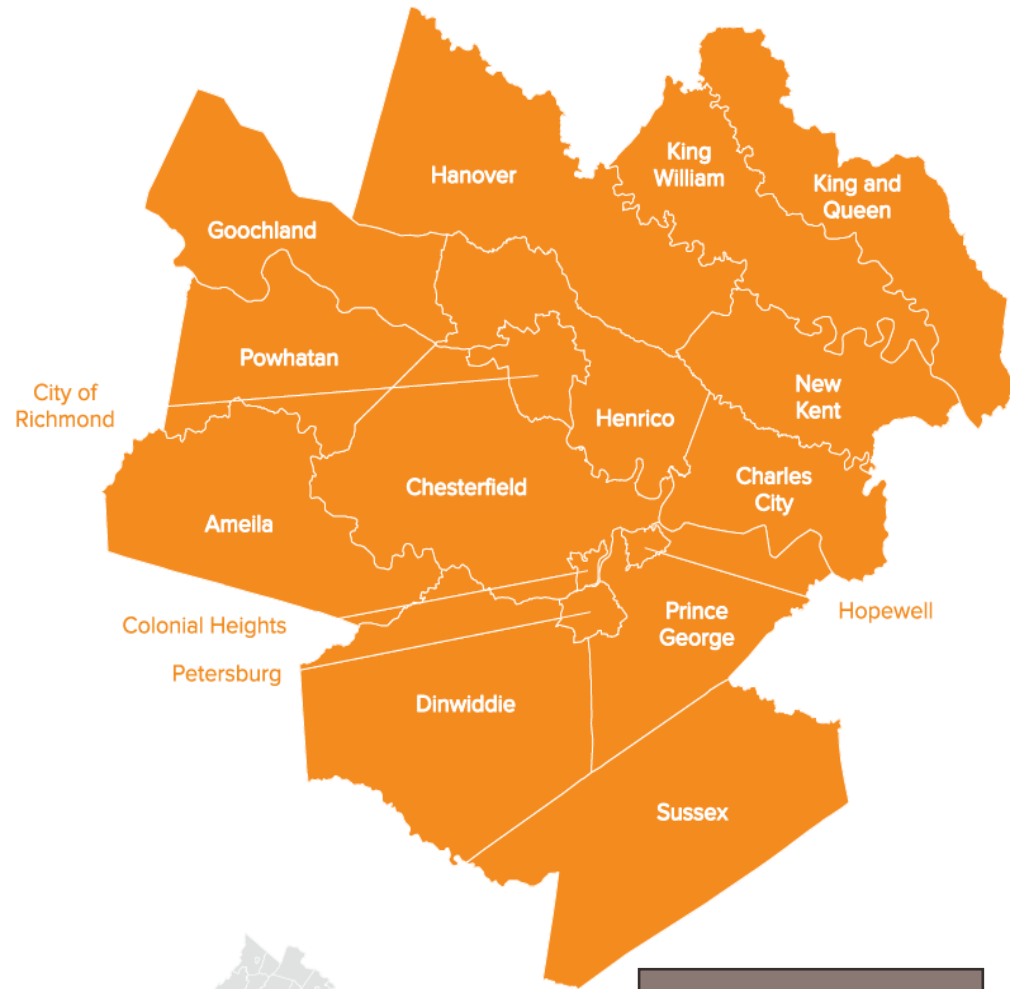 Hanover
King
William
King and
Queen
Goochland
Powhatan
City of
Richmond
New
Kent
Henrico
Chesterfield
Charles
City
Ameila
Colonial Heights
Prince
George
Hopewell
Petersburg
Dinwiddie
Sussex